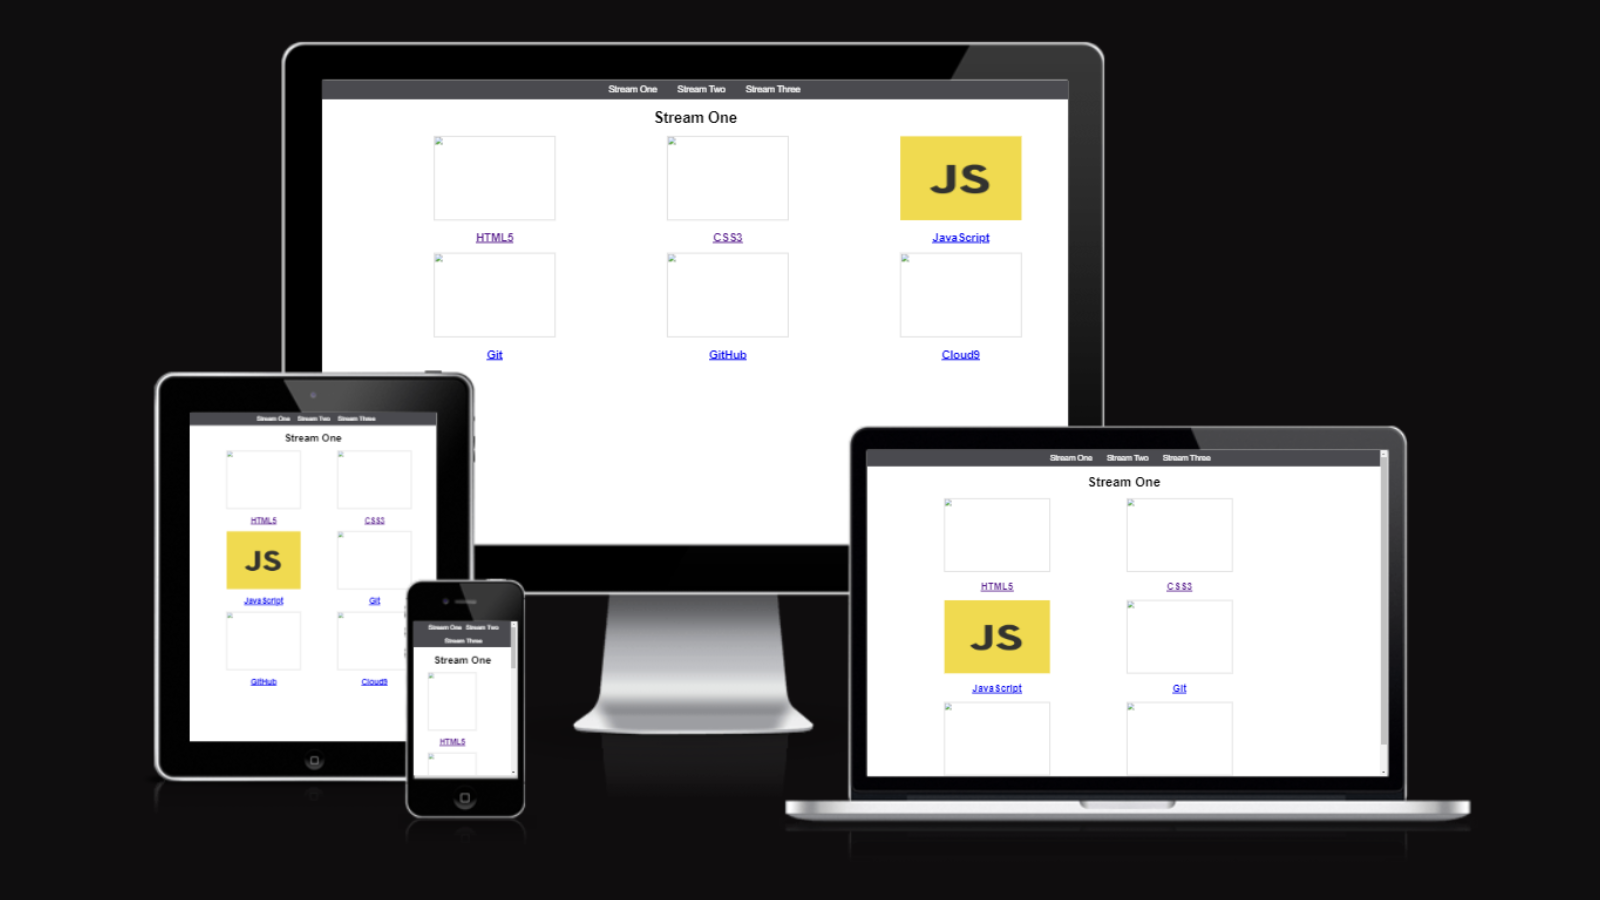 Stream One Stream Two Stream Three
Stream One
JS
HTML5 CSS3 JavaScript
Git GitHub Cloud9
Stream One Stream Two Stream Three
Stream One
HTML5 CSS3
JS
JavaScript Git
GitHub Cloud9
Stream One Stream Two
Stream Three
Stream One
HTML5
Stream One Stream Two Stream Three
Stream One
HTML5 CSS3
JS
JavaScript Git